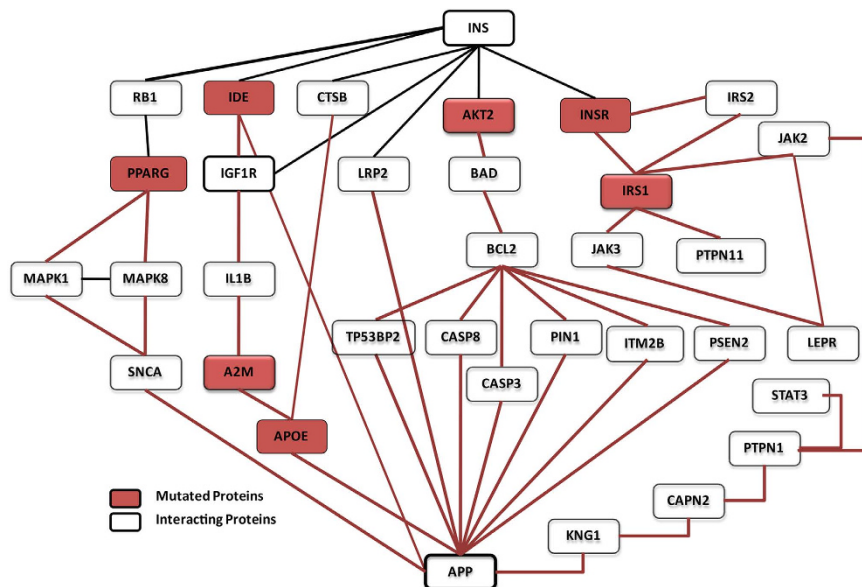 INS
RB1
IDE
CTSB
AKT2
INSR
IRS2
JAK2
PPARG
IGF1R
LRP2
BAD
IRS1
BCL2
JAK3
PTPN11
MAPK1
MAPK8
IL1B
TP53BP2
CASP8
PIN1
ITM2B
PSEN2
LEPR
SNCA
A2M
CASP3
STAT3
APOE
PTPN1
Mutated Proteins
CAPN2
Interacting Proteins
KNG1
APP